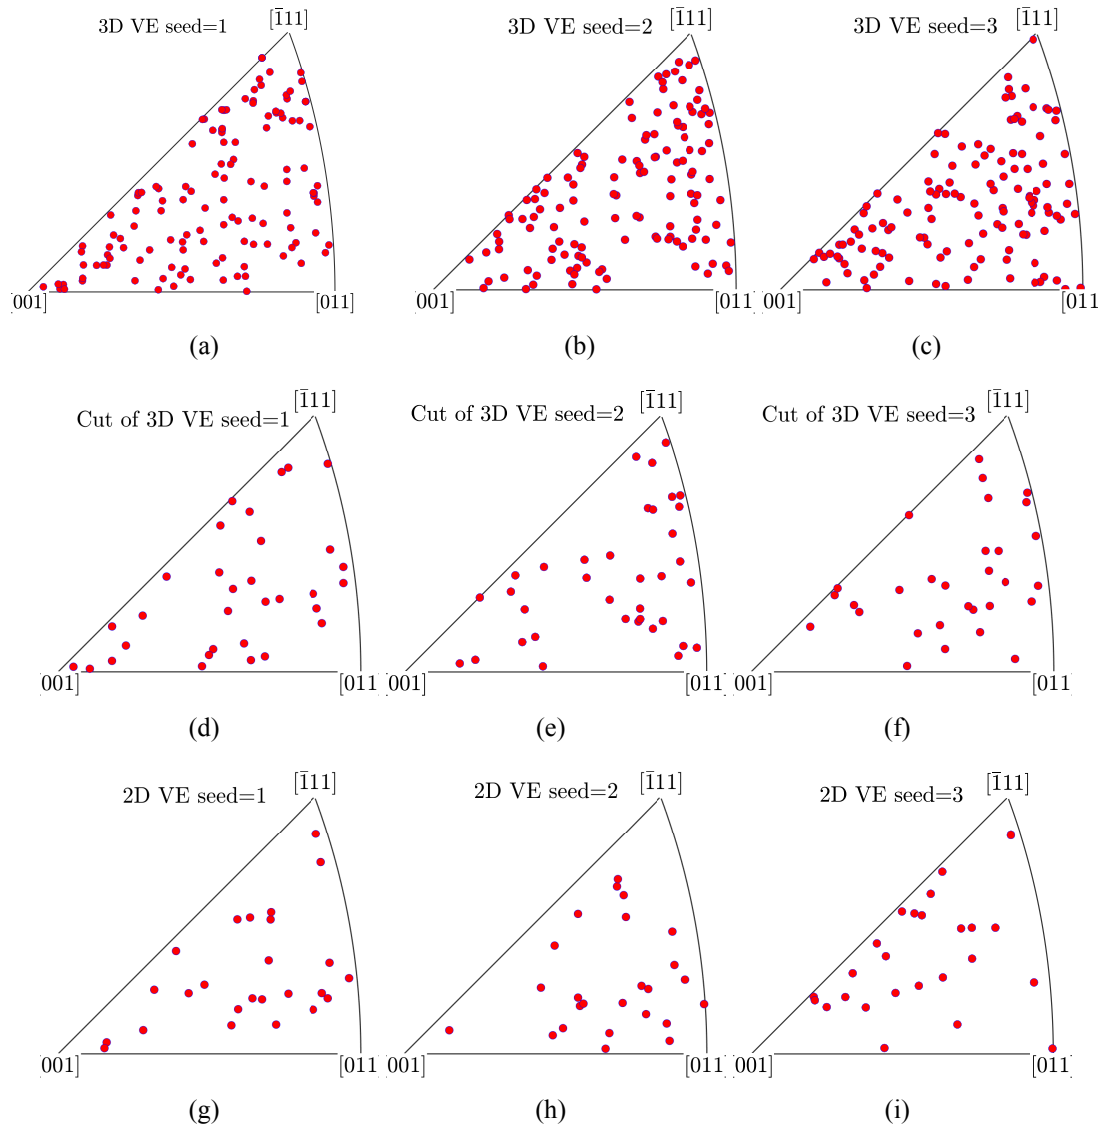 3D VE seed=1 [1̄11]
3D VE seed=2 [1̄11]
3D VE seed=3 [1̄11]
001] [011]
001] [011]
001] [011
(a)
(b)
(c)
Cut of 3D VE seed=1 [1̄11]
Cut of 3D VE seed=2 [1̄11]
Cut of 3D VE seed=3 [1̄11]
001] [011
001] [011]
001] [011
(d)
(e)
(f)
2D VE seed=1 [1̄11]
2D VE seed=2 [1̄11]
2D VE seed=3 [1̄11]
001] [011
001] [011]
001] [011
(g)
(h)
(i)